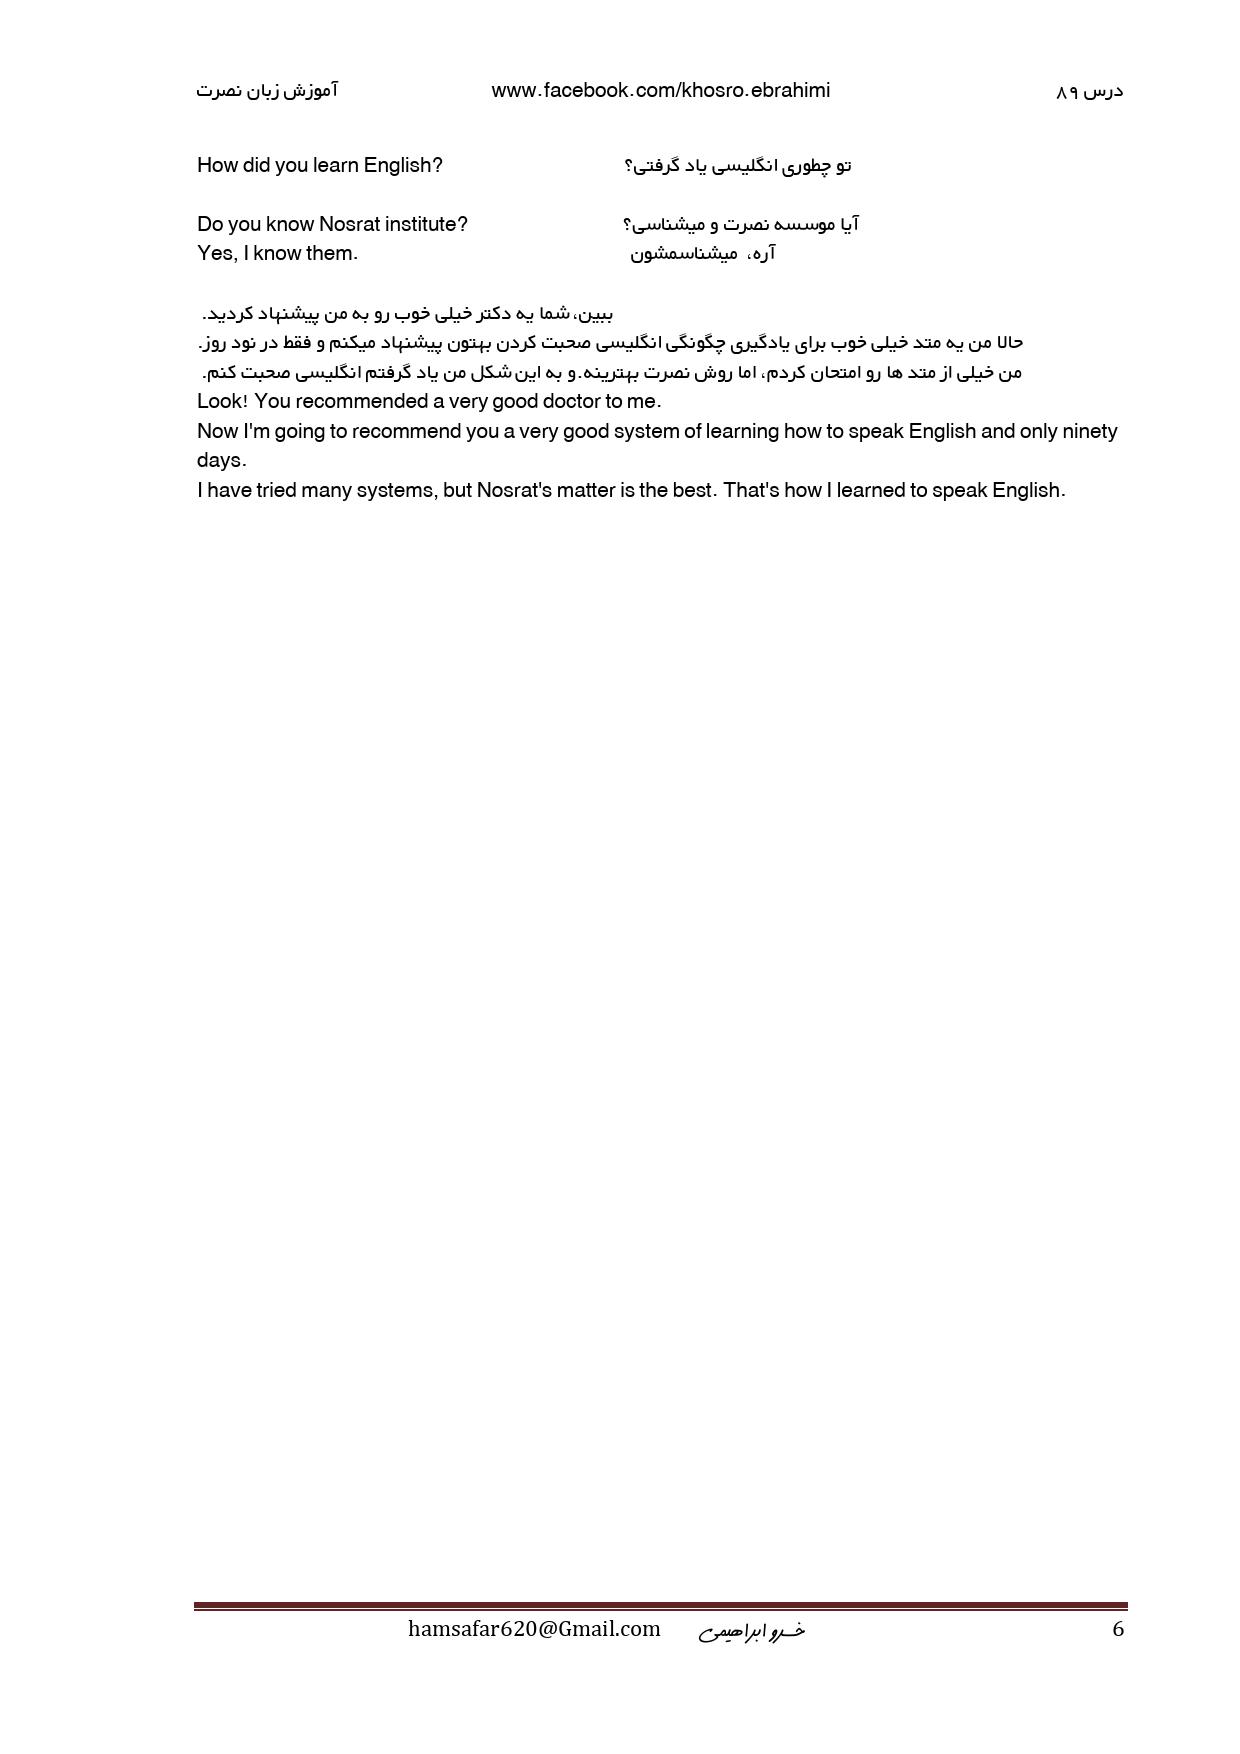 آموزش زبان نصرت www.facebook.com/khosro.ebrahimi درس ۸۹
How did you learn English? تو چطوری انگلیسی یاد گرفتی؟
Do you know Nosrat institute? آیا موسسه نصرت و میشناسی؟
Yes, I know them. آره، میشناسمشون
ببین، شما یه دکتر خیلی خوب رو به من پیشنهاد کردید.
حالا من یه متد خیلی خوب برای یادگیری چگونگی انگلیسی صحبت کردن بهتون پیشنهاد میکنم و فقط در نود روز.
من خیلی از متد ها رو امتحان کردم، اما روش نصرت بهترینه. و به این شکل من یاد گرفتم انگلیسی صحبت کنم.
Look! You recommended a very good doctor to me.
Now I'm going to recommend you a very good system of learning how to speak English and only ninety
days.
I have tried many systems, but Nosrat's matter is the best. That's how I learned to speak English.
hamsafar620@Gmail.com خسرو ابراهیمی 6